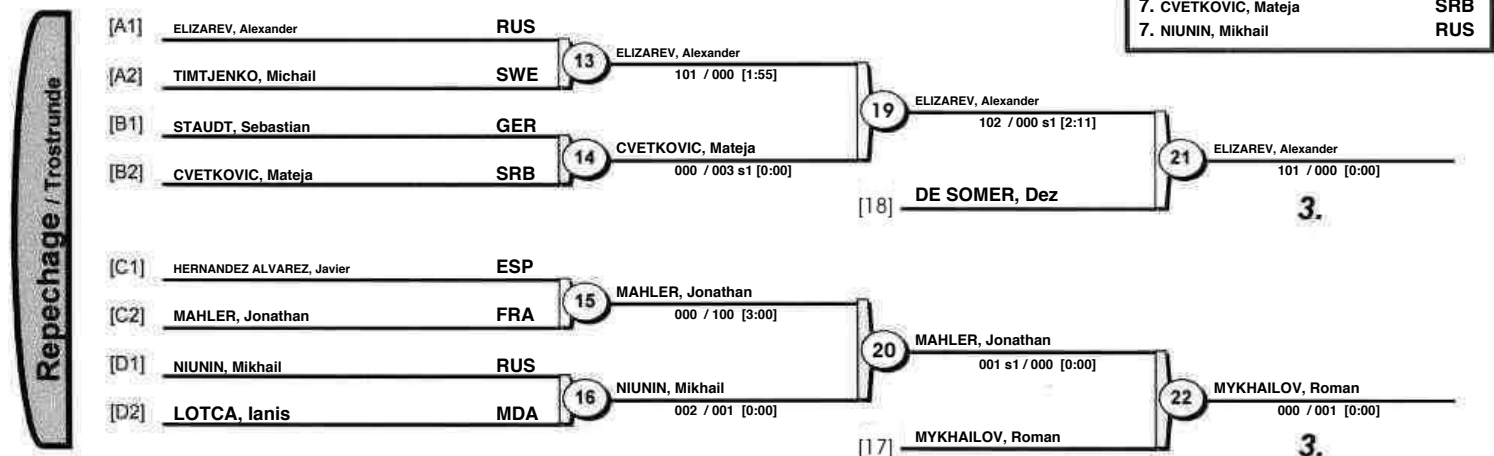 7. CVETKOVIC, Mateja SRB
7. NIUNIN, Mikhail RUS
Repechage / Trostrunde
[A1] ELIZAREV, Alexander RUS
[A2] TIMTJENKO, Michail SWE
13 ELIZAREV, Alexander
101 / 000 [1:55]
[B1] STAUDT, Sebastian GER
[B2] CVETKOVIC, Mateja SRB
14 CVETKOVIC, Mateja
000 / 003 s1 [0:00]
19 ELIZAREV, Alexander
102 / 000 s1 [2:11]
[18] DE SOMER, Dez
21 ELIZAREV, Alexander
101 / 000 [0:00]
3.
[C1] HERNANDEZ ALVAREZ, Javier ESP
[C2] MAHLER, Jonathan FRA
15 MAHLER, Jonathan
000 / 100 [3:00]
[D1] NIUNIN, Mikhail RUS
[D2] LOTCA, Ianis MDA
16 NIUNIN, Mikhail
002 / 001 [0:00]
20 MAHLER, Jonathan
001 s1 / 000 [0:00]
[17] MYKHAILOV, Roman
22 MYKHAILOV, Roman
000 / 001 [0:00]
3.